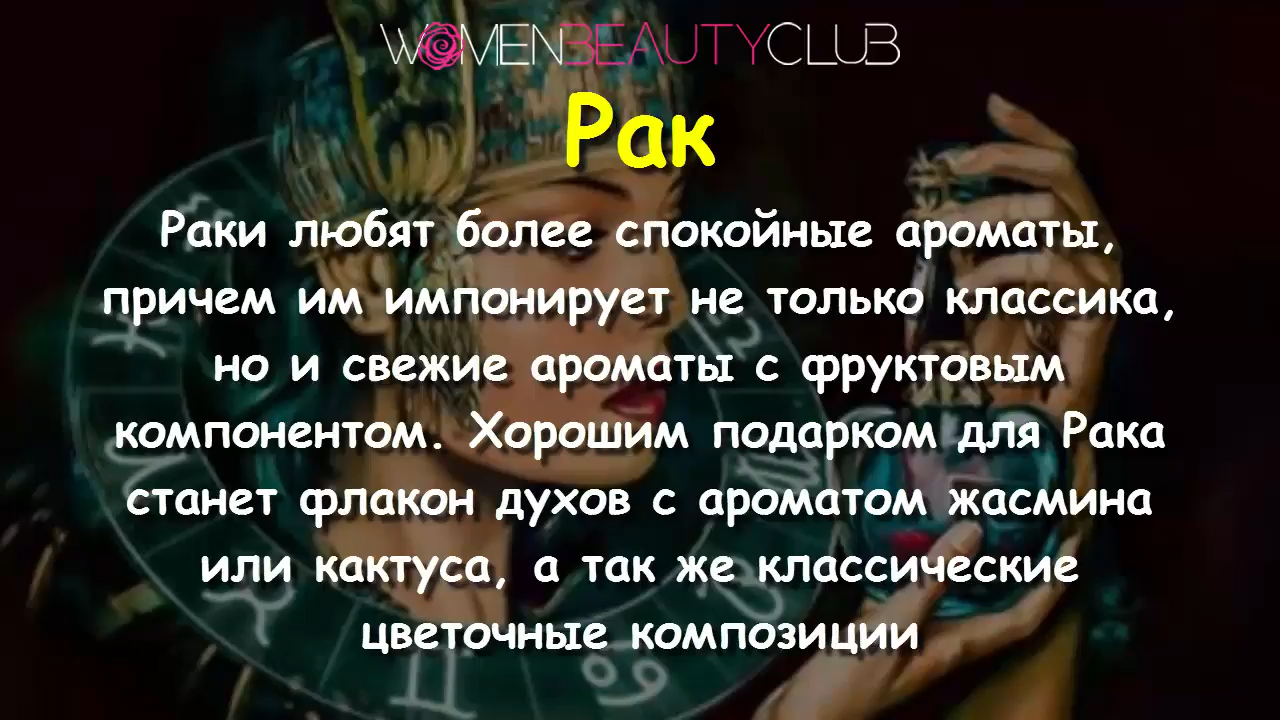 WOMENBEAUTYCLUB
Рак
Раки любят более спокойные ароматы,
причем им импонирует не только классика,
но и свежие ароматы с фруктовым
компонентом. Хорошим подарком для Рака
станет флакон духов с ароматом жасмина
или кактуса, а так же классические
цветочные композиции